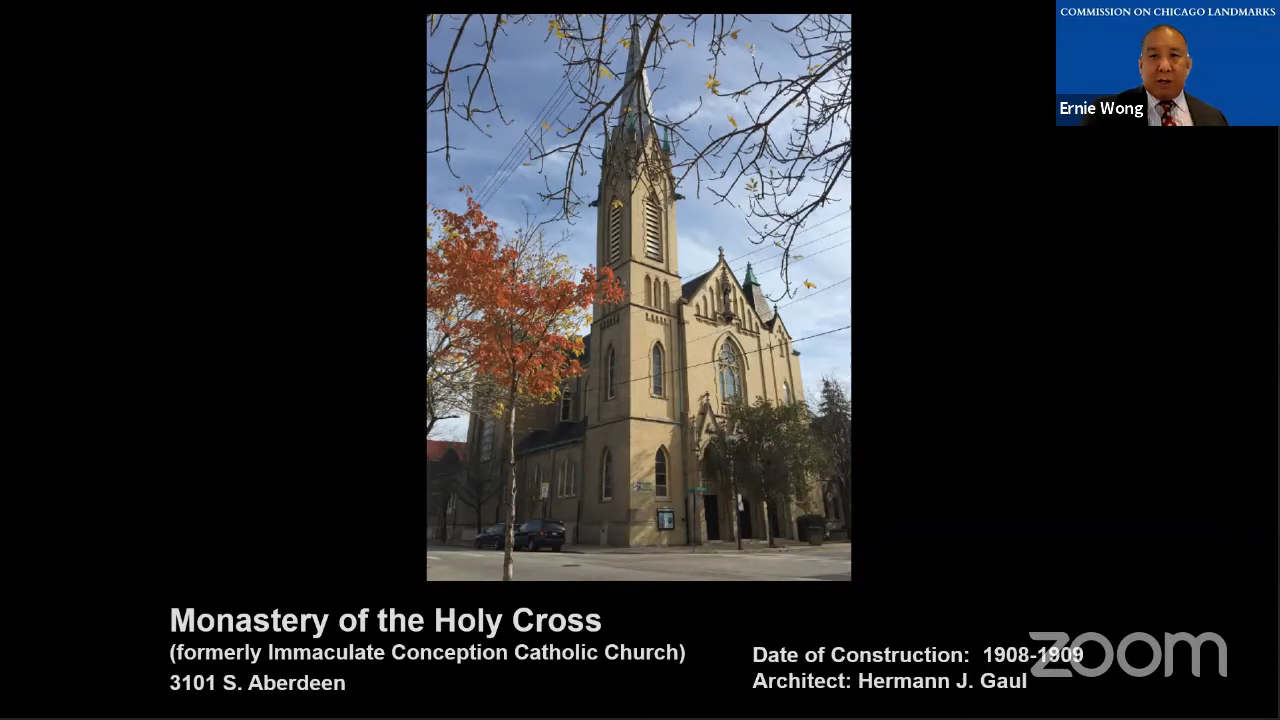 COMMISSION ON CHICAGO LANDMARKS
Ernie Wong
Monastery of the Holy Cross
(formerly Immaculate Conception Catholic Church)
3101 S. Aberdeen
Date of Construction: 1908-1909
Architect: Hermann J. Gaul
zoom